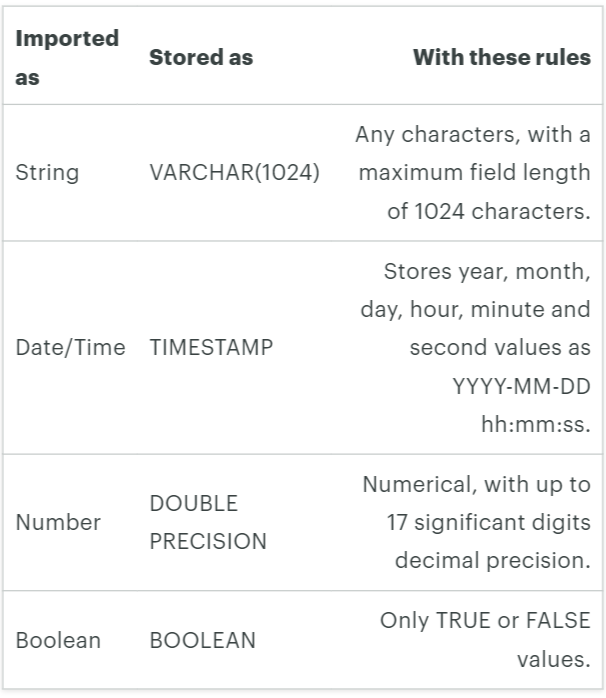 Imported as
Stored as
With these rules
String
VARCHAR(1024)
Any characters, with a
maximum field length
of 1024 characters.
Date/Time
TIMESTAMP
Stores year, month,
day, hour, minute and
second values as
YYYY-MM-DD
hh:mm:ss.
Number
DOUBLE
PRECISION
Numerical, with up to
17 significant digits
decimal precision.
Boolean
BOOLEAN
Only TRUE or FALSE
values.